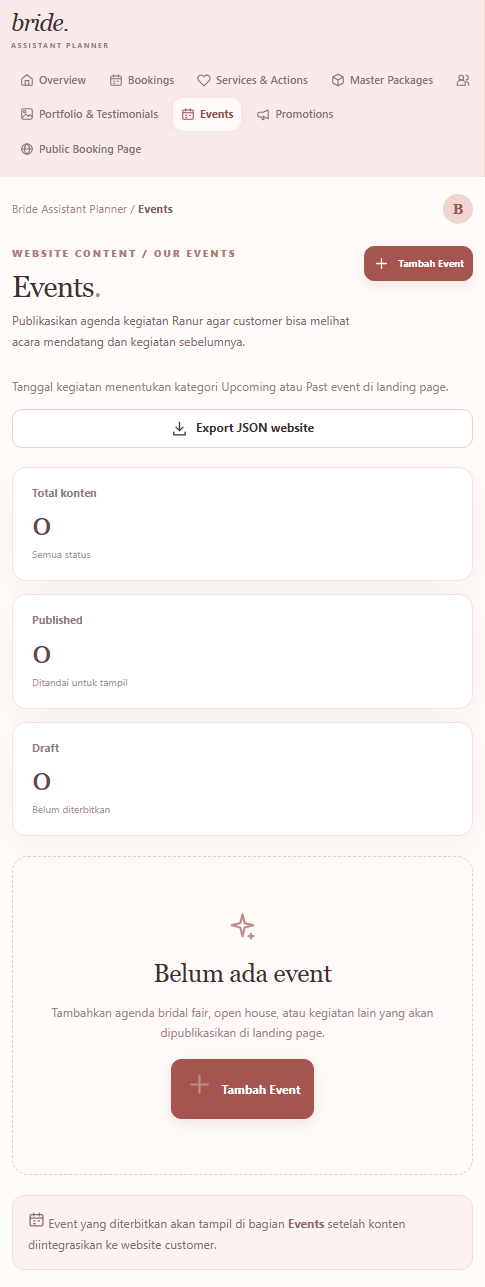 bride.
ASSISTANT PLANNER
Overview
Bookings
Services & Actions
Master Packages
Portfolio & Testimonials
Events
Promotions
Public Booking Page
Bride Assistant Planner / Events
B
WEBSITE CONTENT / OUR EVENTS
Tambah Event
Events.
Publikasikan agenda kegiatan Ranur agar customer bisa melihat
acara mendatang dan kegiatan sebelumnya.
Tanggal kegiatan menentukan kategori Upcoming atau Past event di landing page.
Export JSON website
Total konten
0
Semua status
Published
0
Ditandai untuk tampil
Draft
0
Belum diterbitkan
Belum ada event
Tambahkan agenda bridal fair, open house, atau kegiatan lain yang akan
dipublikasikan di landing page.
Tambah Event
Event yang diterbitkan akan tampil di bagian Events setelah konten
diintegrasikan ke website customer.